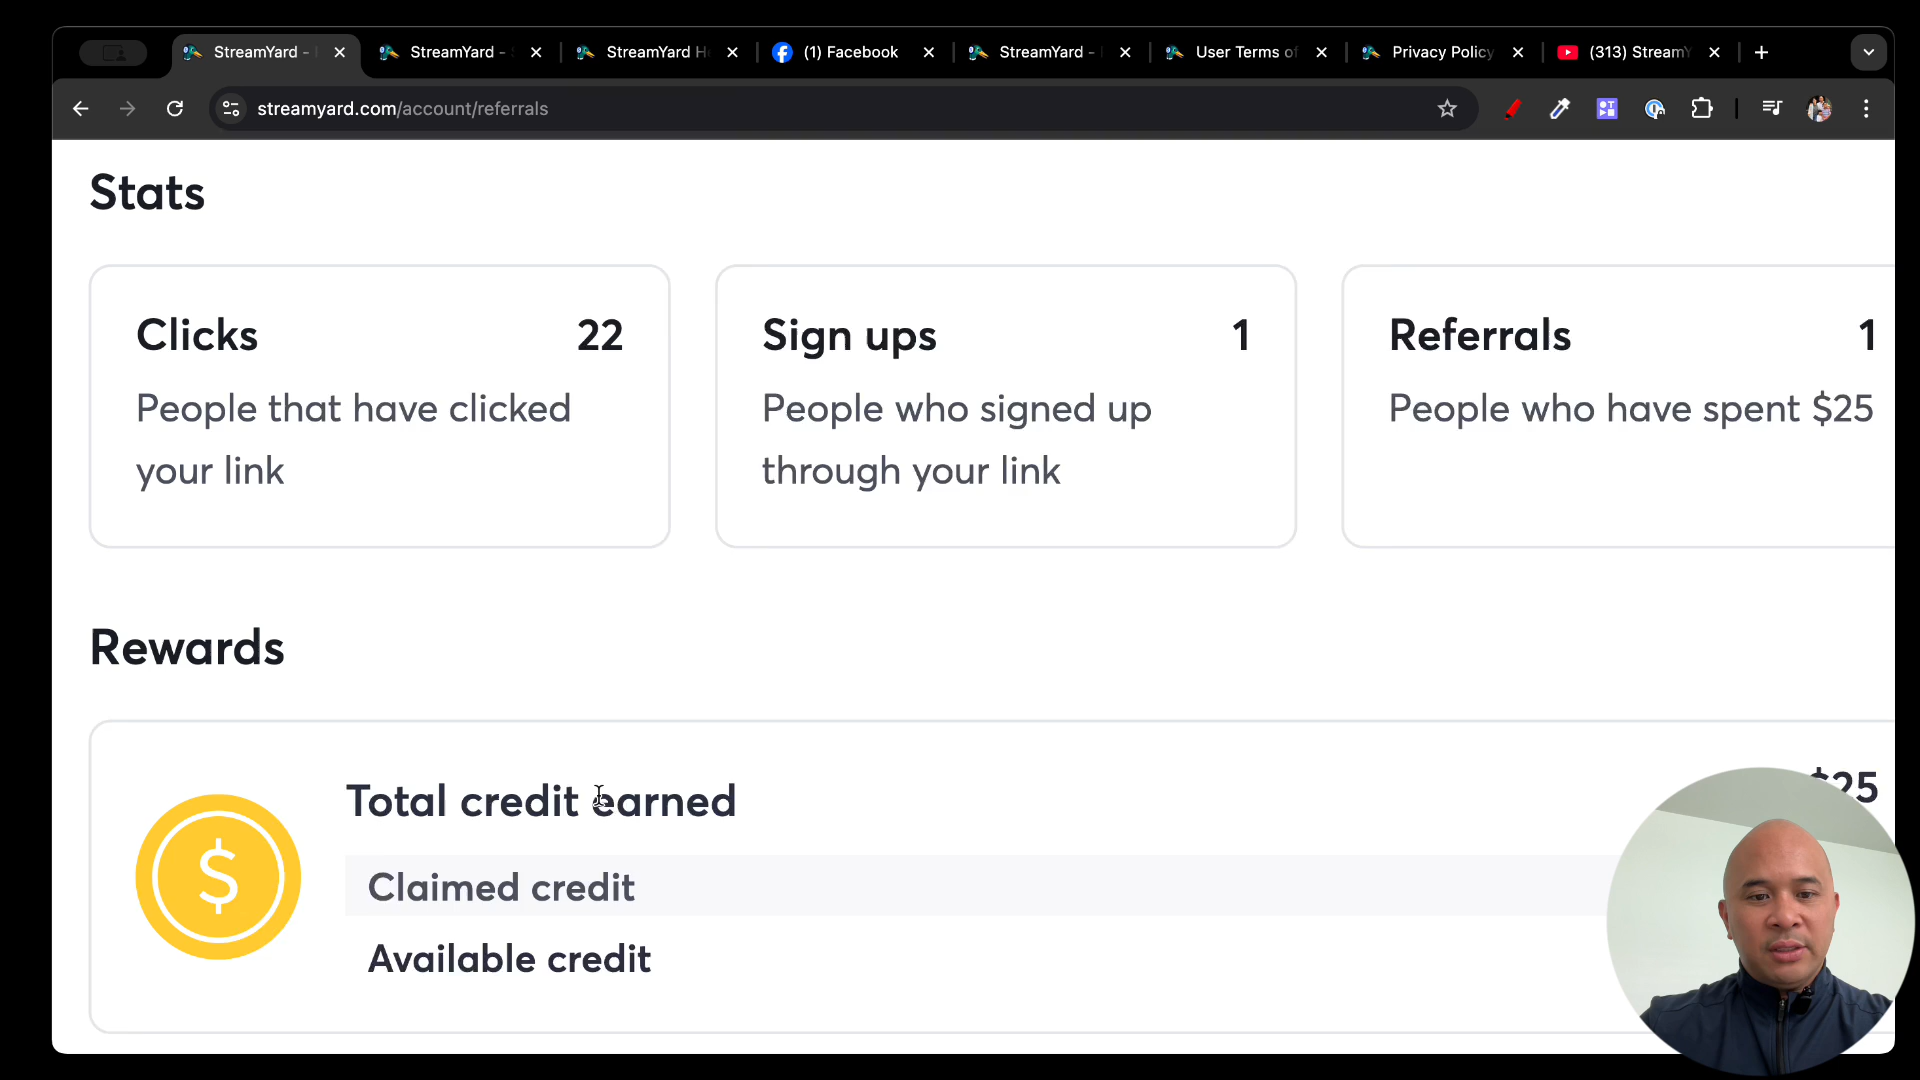 StreamYard -
StreamYard -
StreamYard H
(1) Facebook
StreamYard -
User Terms of
Privacy Policy
(313) StreamY
streamyard.com/account/referrals
Stats
Clicks 22
People that have clicked
your link
Sign ups 1
People who signed up
through your link
Referrals 1
People who have spent $25
Rewards
Total credit earned $25
Claimed credit
Available credit